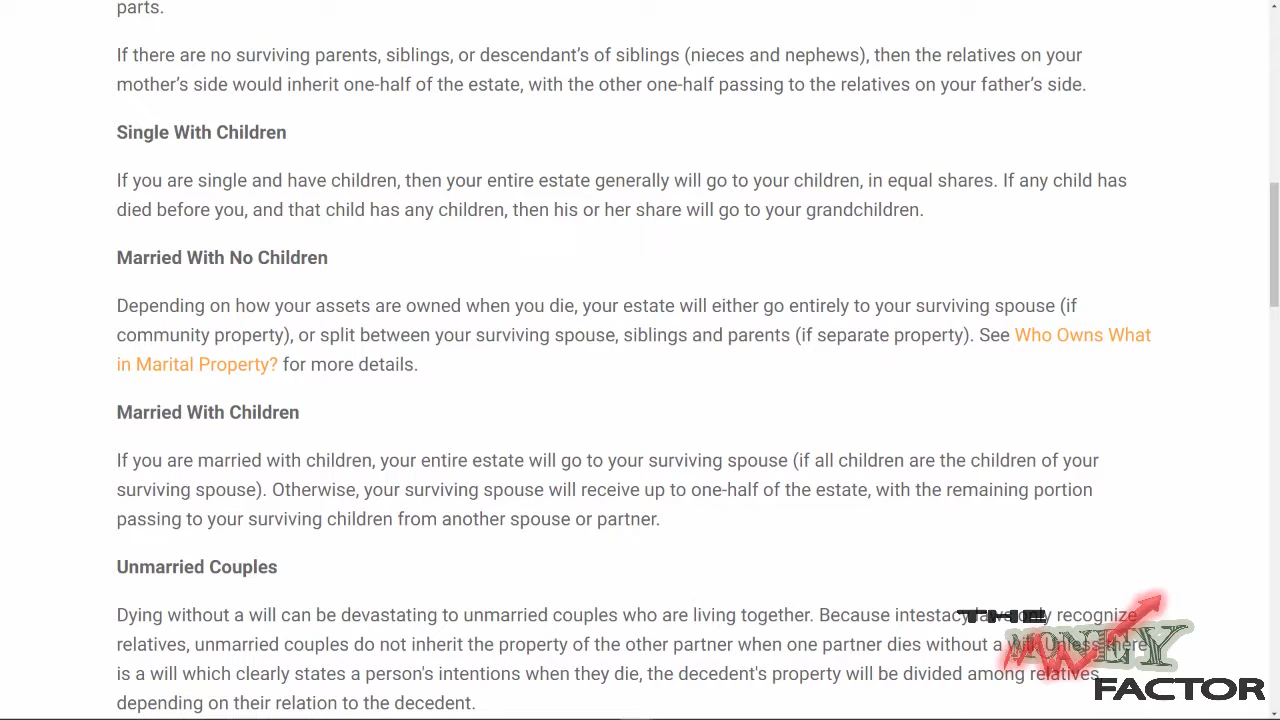 parts.
If there are no surviving parents, siblings, or descendant’s of siblings (nieces and nephews), then the relatives on your
mother’s side would inherit one-half of the estate, with the other one-half passing to the relatives on your father’s side.
Single With Children
If you are single and have children, then your entire estate generally will go to your children, in equal shares. If any child has
died before you, and that child has any children, then his or her share will go to your grandchildren.
Married With No Children
Depending on how your assets are owned when you die, your estate will either go entirely to your surviving spouse (if
community property), or split between your surviving spouse, siblings and parents (if separate property). See Who Owns What
in Marital Property? for more details.
Married With Children
If you are married with children, your entire estate will go to your surviving spouse (if all children are the children of your
surviving spouse). Otherwise, your surviving spouse will receive up to one-half of the estate, with the remaining portion
passing to your surviving children from another spouse or partner.
Unmarried Couples
Dying without a will can be devastating to unmarried couples who are living together. Because intestacy laws only recognize
relatives, unmarried couples do not inherit the property of the other partner when one partner dies without a will. Unless there
is a will which clearly states a person's intentions when they die, the decedent's property will be divided among relatives
depending on their relation to the decedent.
THE
MONEY
FACTOR